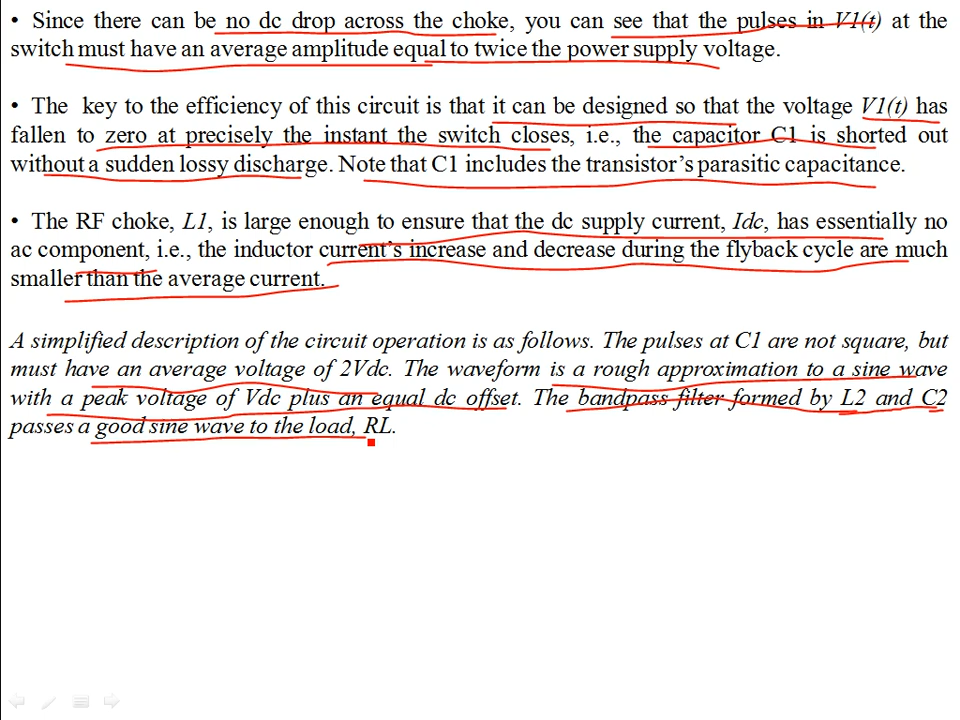 • Since there can be no dc drop across the choke, you can see that the pulses in V1(t) at the
switch must have an average amplitude equal to twice the power supply voltage.
• The key to the efficiency of this circuit is that it can be designed so that the voltage V1(t) has
fallen to zero at precisely the instant the switch closes, i.e., the capacitor C1 is shorted out
without a sudden lossy discharge. Note that C1 includes the transistor’s parasitic capacitance.
• The RF choke, L1, is large enough to ensure that the dc supply current, Idc, has essentially no
ac component, i.e., the inductor current’s increase and decrease during the flyback cycle are much
smaller than the average current.
A simplified description of the circuit operation is as follows. The pulses at C1 are not square, but
must have an average voltage of 2Vdc. The waveform is a rough approximation to a sine wave
with a peak voltage of Vdc plus an equal dc offset. The bandpass filter formed by L2 and C2
passes a good sine wave to the load, RL.